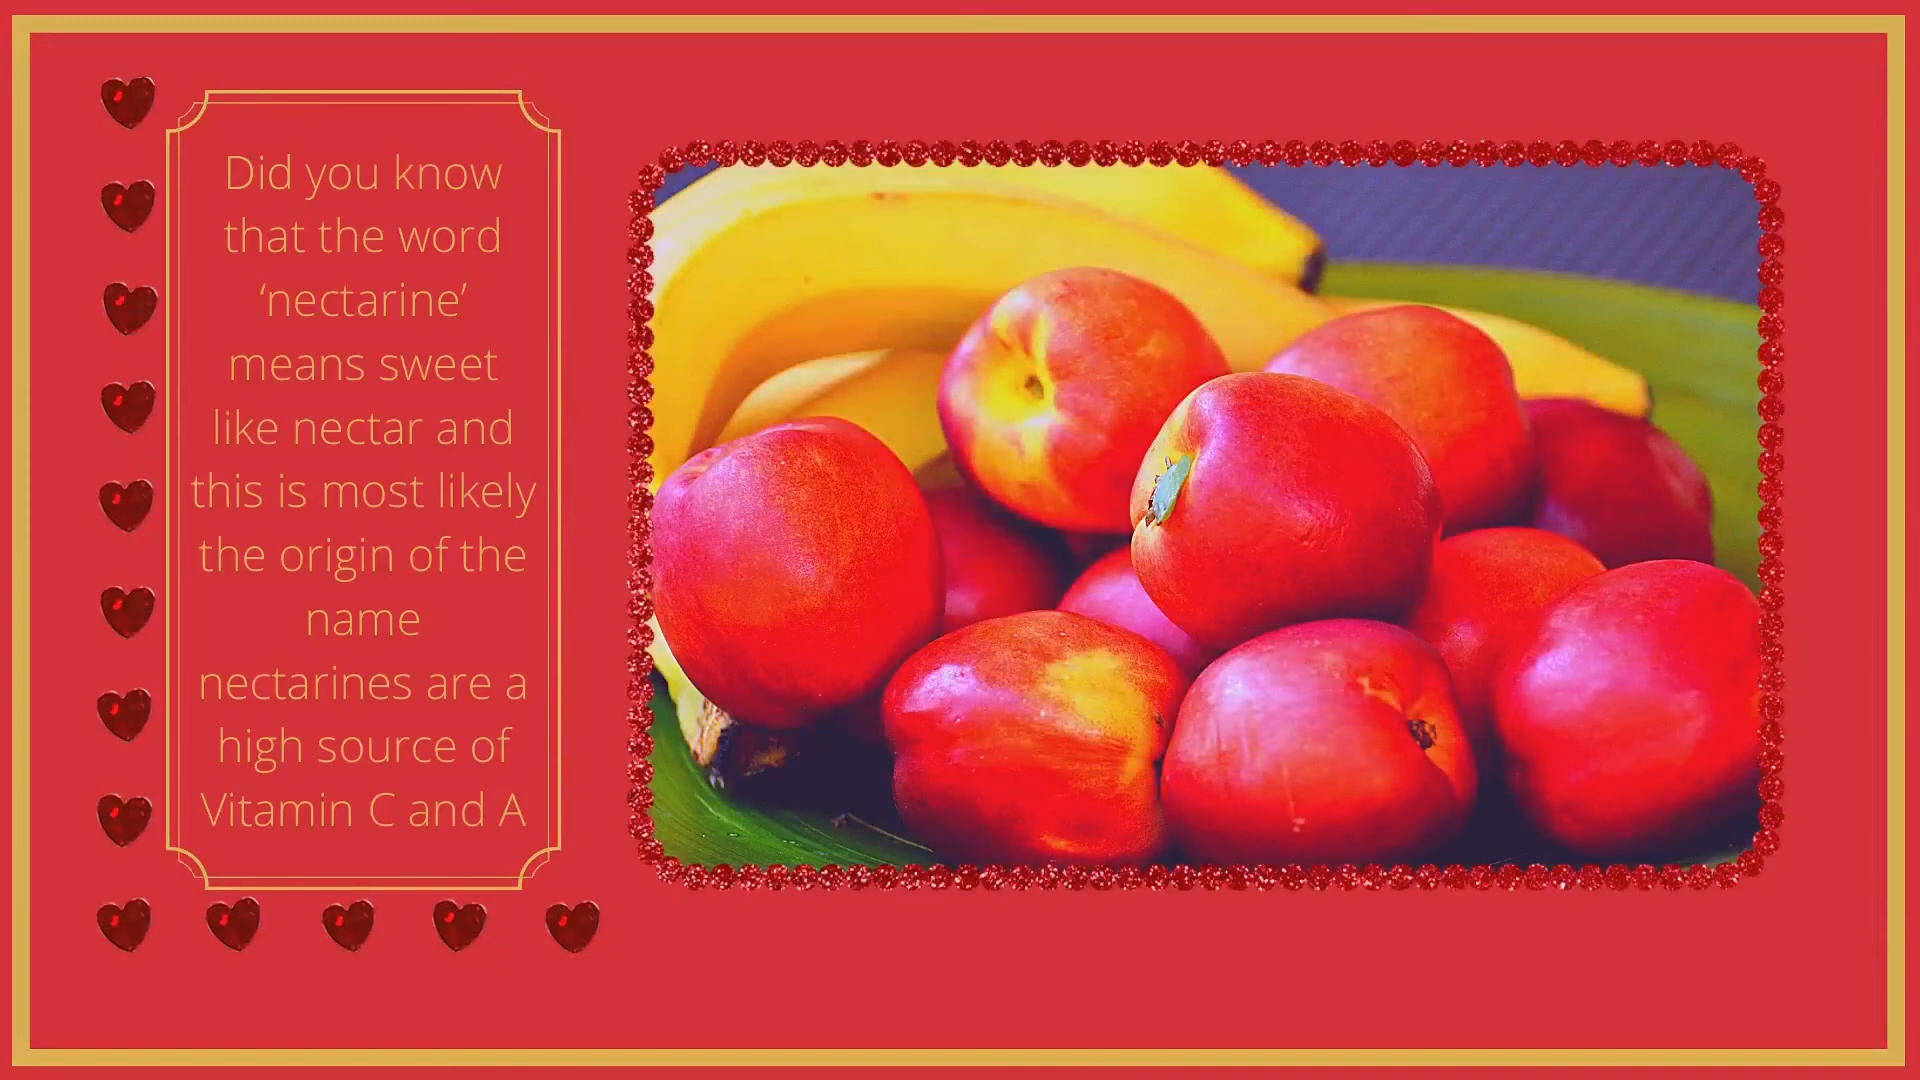 Did you know
that the word
‘nectarine’
means sweet
like nectar and
this is most likely
the origin of the
name
nectarines are a
high source of
Vitamin C and A